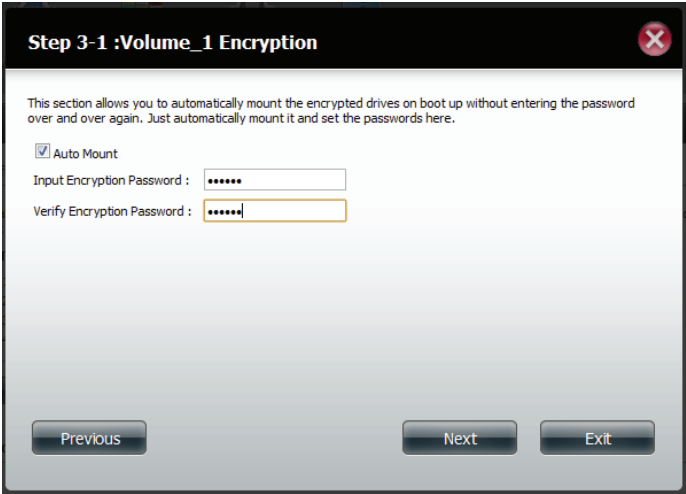 Step 3-1 :Volume_1 Encryption
This section allows you to automatically mount the encrypted drives on boot up without entering the password
over and over again. Just automatically mount it and set the passwords here.
Auto Mount
Input Encryption Password : ••••••
Verify Encryption Password : ••••••
Previous Next Exit